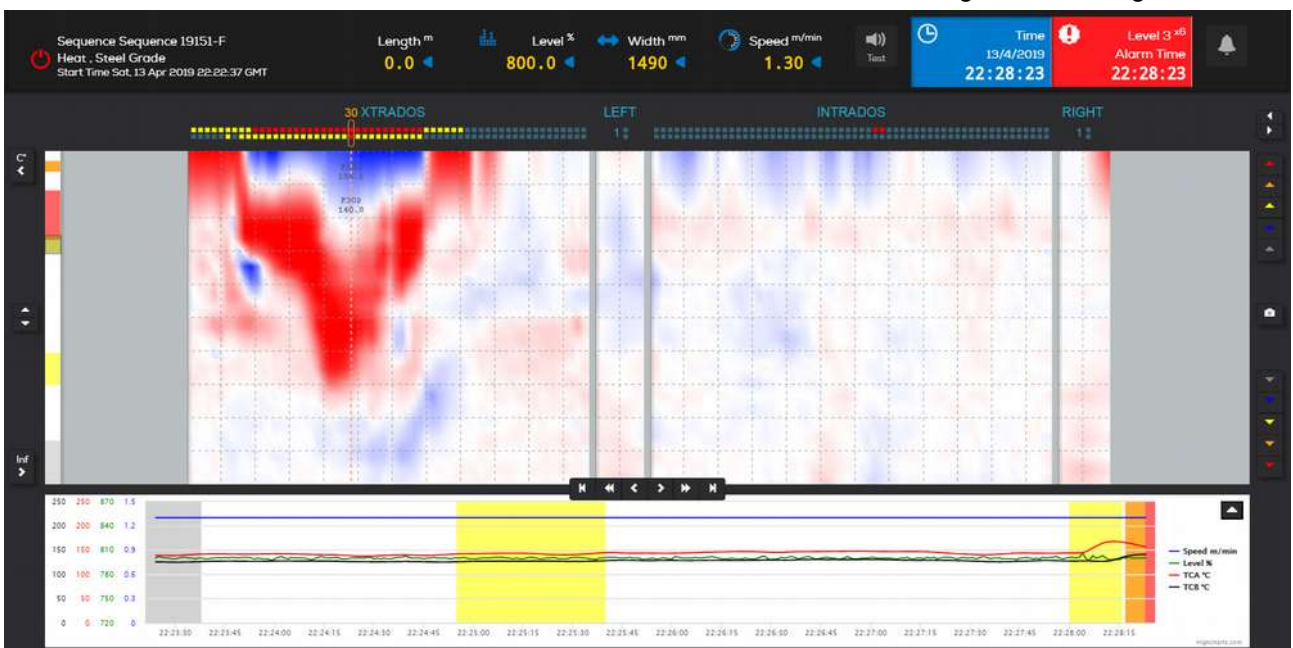 Sequence Sequence 19151-F
Heat , Steel Grade
Start Time Sat, 13 Apr 2019 22:22:37 GMT
Length m
0.0
Level %
800.0
Width mm
1490
Speed m/min
1.30
Test
Time
13/4/2019
22:28:23
Level 3 x6
Alarm Time
22:28:23
30 XTRADOS
LEFT
INTRADOS
RIGHT
1
1
140.0
Inf
250 250 870 1.5
200 200 840 1.2
150 150 810 0.9
100 100 780 0.6
50 50 750 0.3
0 0 720 0
22:23:30 22:23:45 22:24:00 22:24:15 22:24:30 22:24:45 22:25:00 22:25:15 22:25:30 22:25:45 22:26:00 22:26:15 22:26:30 22:26:45 22:27:00 22:27:15 22:27:30 22:27:45 22:28:00 22:28:15
Speed m/min
Level %
TCA °C
TCB °C